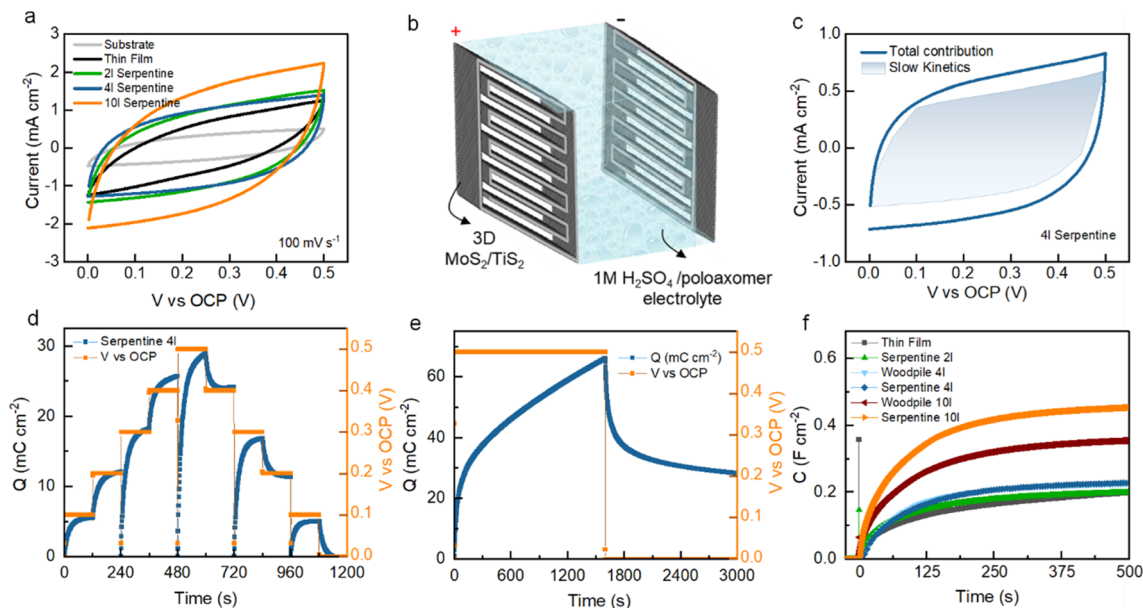 a
Substrate
Thin Film
2l Serpentine
4l Serpentine
10l Serpentine
3
2
1
0
-1
-2
-3
Current (mA cm⁻²)
100 mV s⁻¹
0.0 0.1 0.2 0.3 0.4 0.5
V vs OCP (V)
b
+
-
3D
MoS₂/TiS₂
1M H₂SO₄/poloaxomer
electrolyte
c
Total contribution
Slow Kinetics
1.0
0.5
0.0
-0.5
-1.0
Current (mA cm⁻²)
4l Serpentine
0.0 0.1 0.2 0.3 0.4 0.5
V vs OCP (V)
d
Serpentine 4l
V vs OCP
30
20
10
0
Q (mC cm⁻²)
0.5
0.4
0.3
0.2
0.1
0.0
V vs OCP (V)
0 240 480 720 960 1200
Time (s)
e
Q (mC cm⁻²)
V vs OCP
60
40
20
0
Q (mC cm⁻²)
0.5
0.4
0.3
0.2
0.1
0.0
V vs OCP (V)
0 600 1200 1800 2400 3000
Time (s)
f
Thin Film
Serpentine 2l
Woodpile 4l
Serpentine 4l
Woodpile 10l
Serpentine 10l
0.6
0.4
0.2
0.0
C (F cm⁻²)
0 125 250 375 500
Time (s)